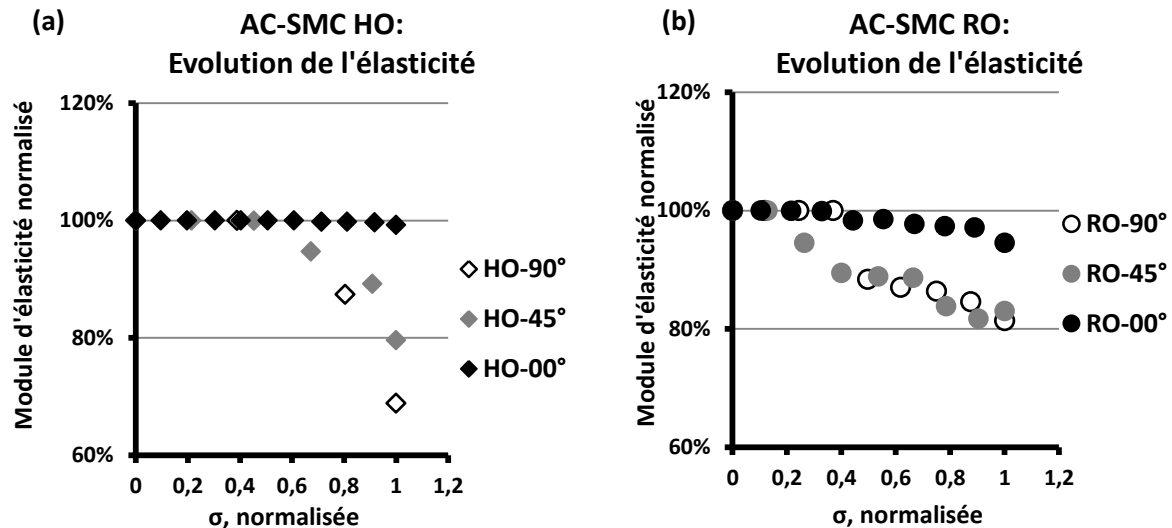 (a)
AC-SMC HO:
Evolution de l'élasticité
Module d'élasticité normalisé
120%
100%
80%
60%
0
0,2
0,4
0,6
0,8
1
1,2
σ, normalisée
HO-90°
HO-45°
HO-00°
(b)
AC-SMC RO:
Evolution de l'élasticité
Module d'élasticité normalisé
120%
100%
80%
60%
0
0,2
0,4
0,6
0,8
1
1,2
σ, normalisée
RO-90°
RO-45°
RO-00°